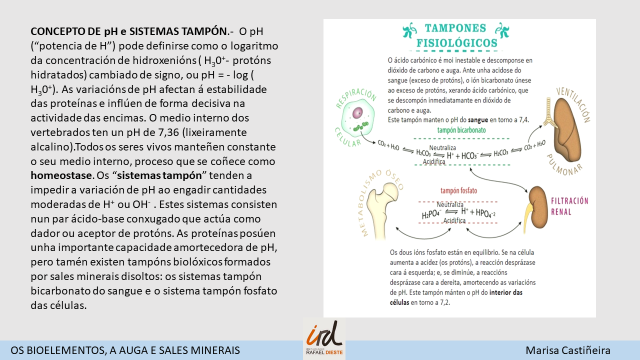 CONCEPTO DE pH e SISTEMAS TAMPÓN.- O pH
("potencia de H") pode definirse como o logaritmo
da concentración de hidroxenións ( H₃0⁺- protóns
hidratados) cambiado de signo, ou pH = - log (
H₃0⁺). As variacións de pH afectan á estabilidade
das proteínas e inflúen de forma decisiva na
actividade das encimas. O medio interno dos
vertebrados ten un pH de 7,36 (lixeiramente
alcalino).Todos os seres vivos manteñen constante
o seu medio interno, proceso que se coñece como
homeostase. Os "sistemas tampón" tenden a
impedir a variación de pH ao engadir cantidades
moderadas de H⁺ ou OH⁻ . Estes sistemas consisten
nun par ácido-base conxugado que actúa como
dador ou aceptor de protóns. As proteínas posúen
unha importante capacidade amortecedora de pH,
pero tamén existen tampóns biolóxicos formados
por sales minerais disoltos: os sistemas tampón
bicarbonato do sangue e o sistema tampón fosfato
das células.
TAMPONES
FISIOLÓGICOS
O ácido carbónico é moi inestable e descomponse en
dióxido de carbono e auga. Ante unha acidose do
sangue (exceso de protóns), o ión bicarbonato únese
ao exceso de protóns, xerando ácido carbónico, que
se descompón inmediatamente en dióxido de
carbono e auga.
Este tampón mantén o pH do sangue en torno a 7,4.
tampón bicarbonato
RESPIRACIÓN
CELULAR
VENTILACIÓN
PULMONAR
CO₂ + H₂O ⇌ H₂CO₃ ⇌ H⁺ + HCO₃⁻ ⇌ H₂CO₃ ⇌ CO₂ + H₂O
Neutraliza
Acidifica
METABOLISMO ÓSEO
tampón fosfato
Neutraliza
H₂PO₄⁻ ⇌ H⁺ + HPO₄⁻²
Acidifica
FILTRACIÓN
RENAL
Os dous ións fosfato están en equilibrio. Se na célula
aumenta a acidez (os protóns), a reacción desprázase
cara á esquerda; e, se diminúe, a reaccións
desprázase cara a dereita, amortecendo as variacións
de pH. Este tampón mantén o pH do interior das
células en torno a 7,2.
OS BIOELEMENTOS, A AUGA E SALES MINERAIS
ird
RAFAEL DIESTE
Marisa Castiñeira